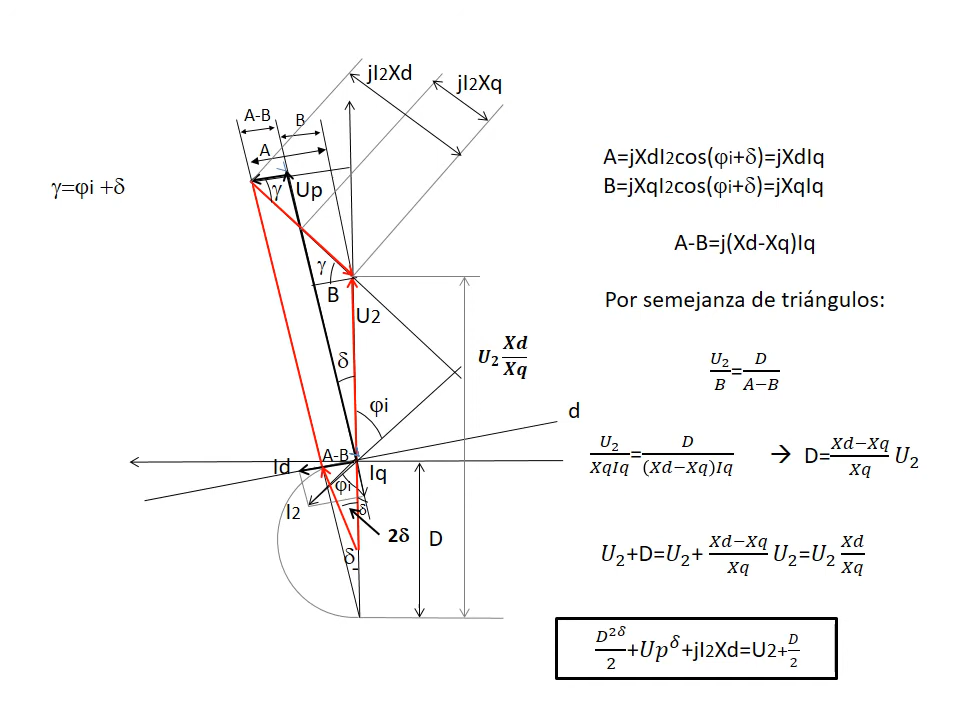 jI2Xd
jI2Xq
A-B
B
A
γ=φi +δ
γ
Up
γ
B
U2
δ
φi
d
A-B
Id
Iq
φi
I2
δ
2δ
D
δ
U₂ Xd/Xq
A=jXdI2cos(φi+δ)=jXdIq
B=jXqI2cos(φi+δ)=jXqIq
A-B=j(Xd-Xq)Iq
Por semejanza de triángulos:
U₂/B=D/(A−B)
U₂/(XqIq)=D/((Xd−Xq)Iq) → D=(Xd−Xq)/Xq U₂
U₂+D=U₂+ (Xd−Xq)/Xq U₂=U₂ Xd/Xq
D^2δ/2+Up^δ+jI2Xd=U2+D/2